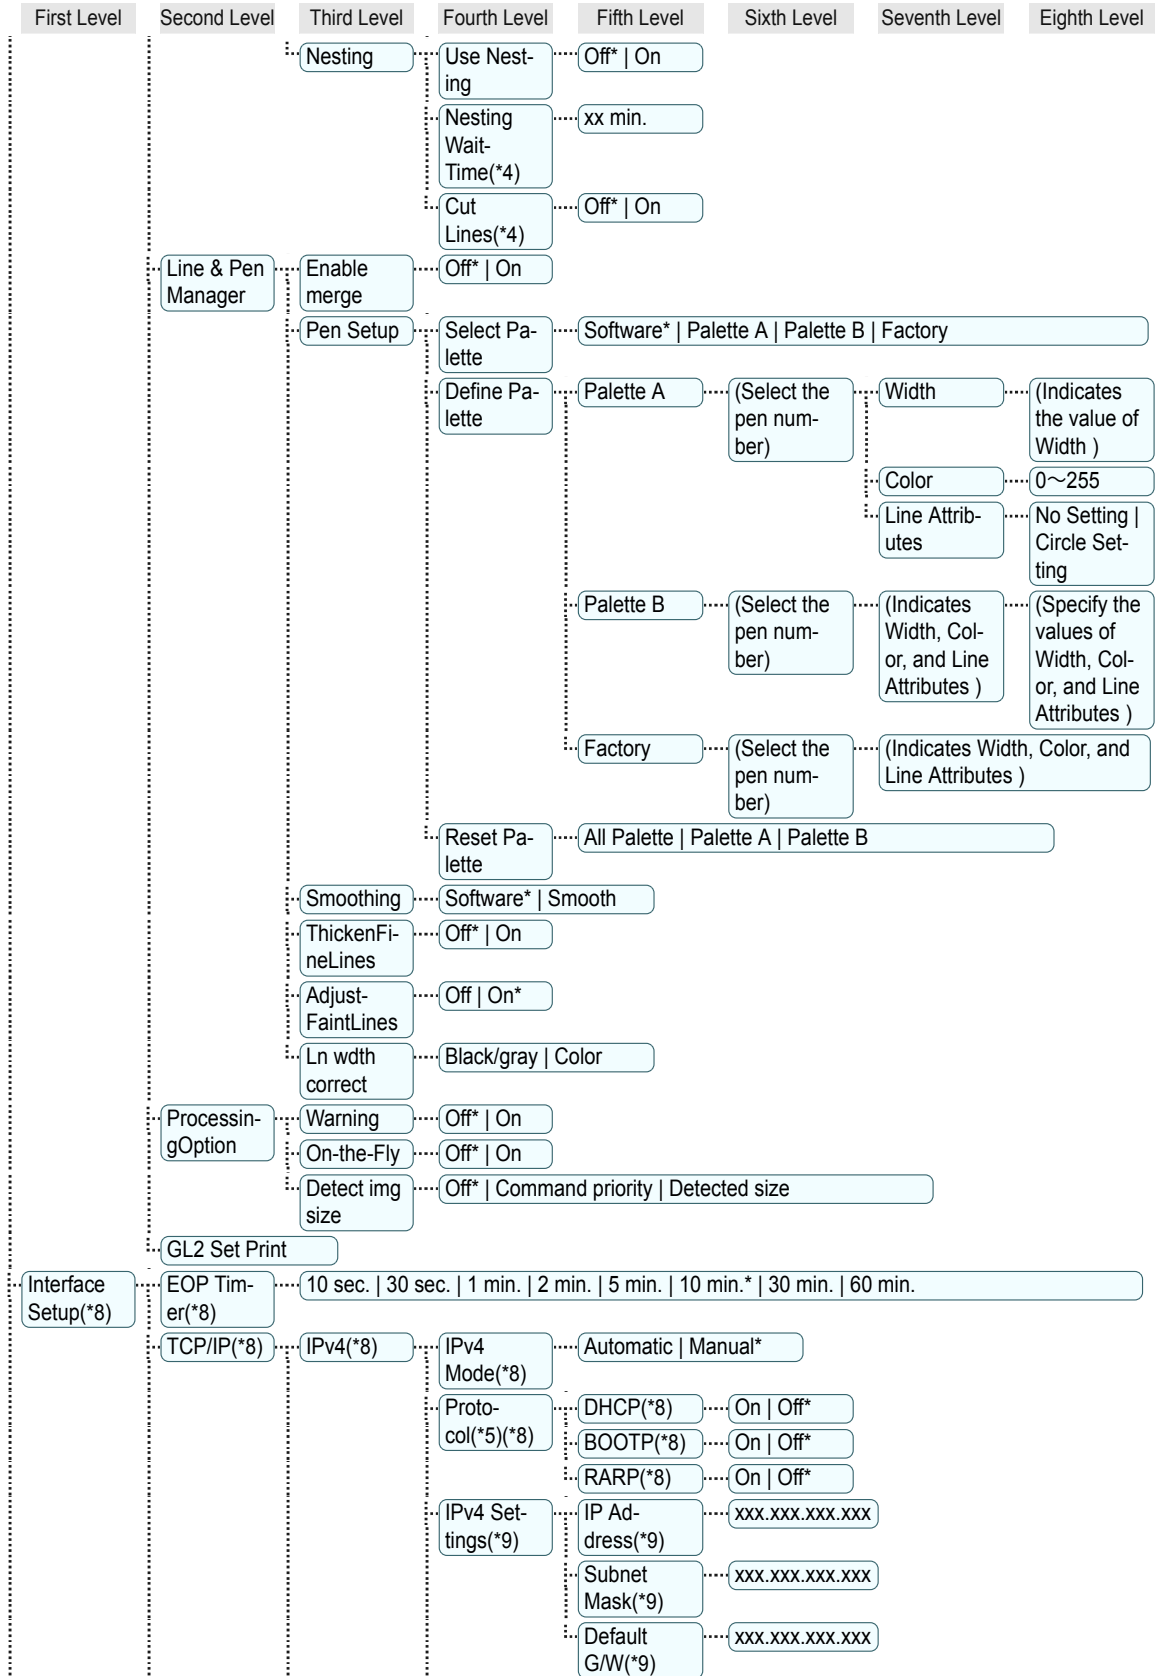 First Level Second Level Third Level Fourth Level Fifth Level Sixth Level Seventh Level Eighth Level
Nesting
Use Nest-
ing
Off* | On
Nesting
Wait-
Time(*4)
xx min.
Cut
Lines(*4)
Off* | On
Line & Pen
Manager
Enable
merge
Off* | On
Pen Setup
Select Pa-
lette
Software* | Palette A | Palette B | Factory
Define Pa-
lette
Palette A
(Select the
pen num-
ber)
Width
(Indicates
the value of
Width )
Color
0～255
Line Attrib-
utes
No Setting |
Circle Set-
ting
Palette B
(Select the
pen num-
ber)
(Indicates
Width, Col-
or, and Line
Attributes )
(Specify the
values of
Width, Col-
or, and Line
Attributes )
Factory
(Select the
pen num-
ber)
(Indicates Width, Color, and
Line Attributes )
Reset Pa-
lette
All Palette | Palette A | Palette B
Smoothing
Software* | Smooth
ThickenFi-
neLines
Off* | On
Adjust-
FaintLines
Off | On*
Ln wdth
correct
Black/gray | Color
Processin-
gOption
Warning
Off* | On
On-the-Fly
Off* | On
Detect img
size
Off* | Command priority | Detected size
GL2 Set Print
Interface
Setup(*8)
EOP Tim-
er(*8)
10 sec. | 30 sec. | 1 min. | 2 min. | 5 min. | 10 min.* | 30 min. | 60 min.
TCP/IP(*8)
IPv4(*8)
IPv4
Mode(*8)
Automatic | Manual*
Proto-
col(*5)(*8)
DHCP(*8)
On | Off*
BOOTP(*8)
On | Off*
RARP(*8)
On | Off*
IPv4 Set-
tings(*9)
IP Ad-
dress(*9)
xxx.xxx.xxx.xxx
Subnet
Mask(*9)
xxx.xxx.xxx.xxx
Default
G/W(*9)
xxx.xxx.xxx.xxx